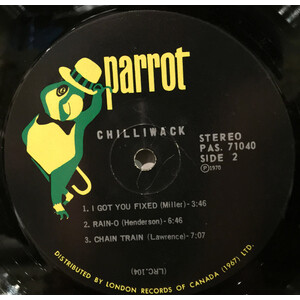 parrot
CHILLIWACK
STEREO
PAS. 71040
SIDE 2
Ⓟ1970
1. I GOT YOU FIXED (Miller) - 3:46
2. RAIN-O (Henderson) - 6:46
3. CHAIN TRAIN (Lawrence) - 7:07
(LRC.106)
DISTRIBUTED BY LONDON RECORDS OF CANADA (1967) LTD.